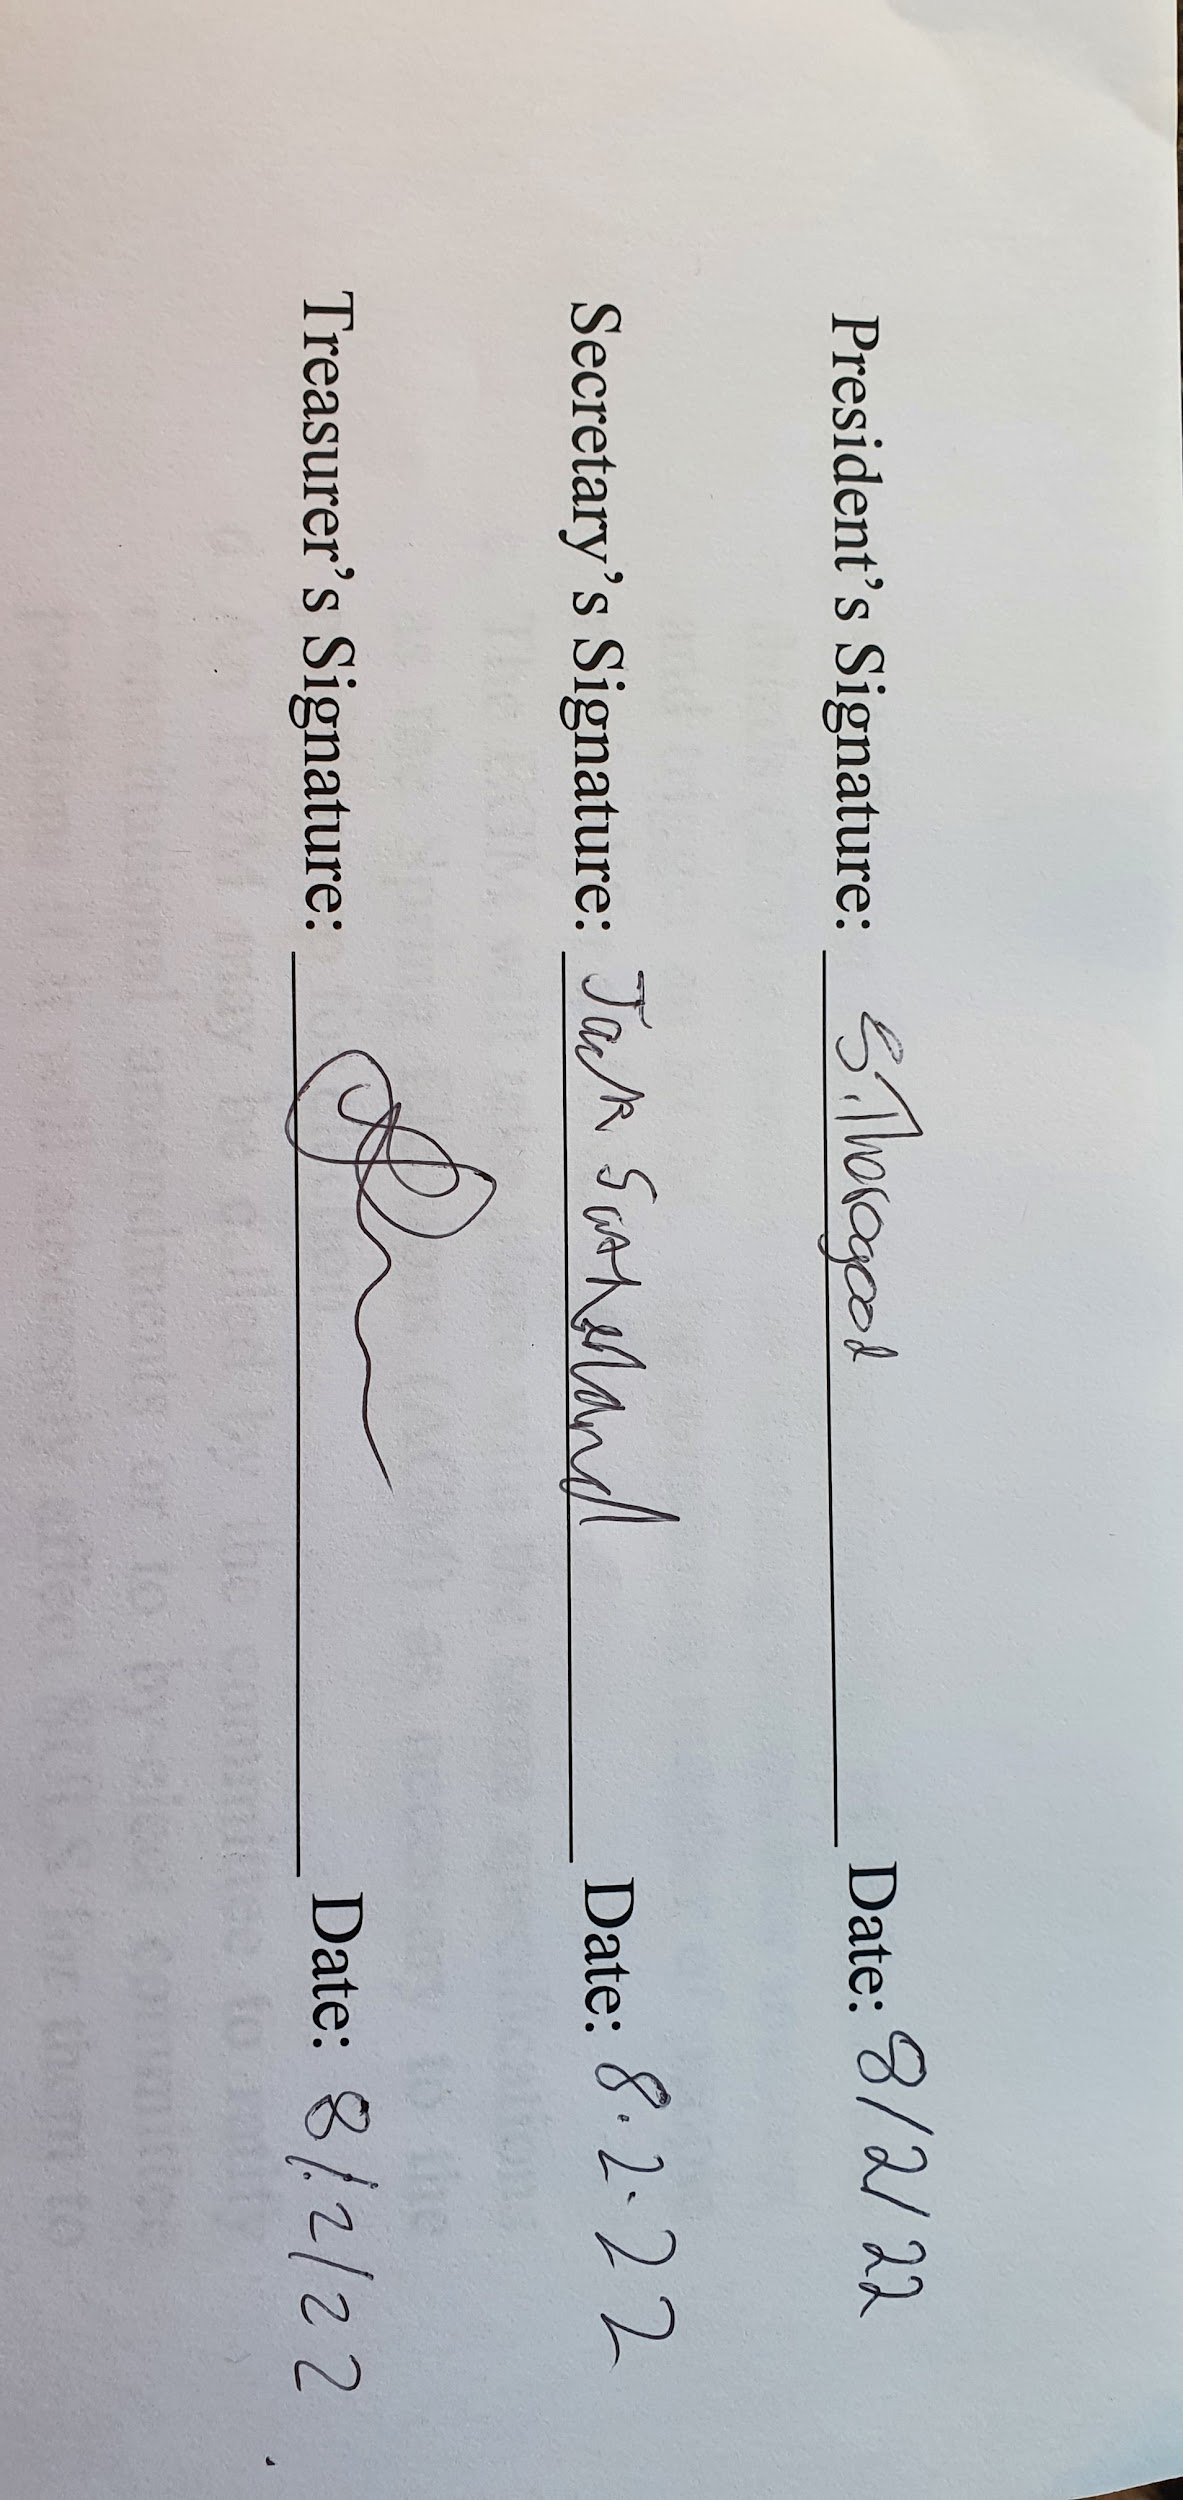 President's Signature: S.Thorogood Date: 8/2/22
Secretary's Signature: Jack Sutherland Date: 8.2.22
Treasurer's Signature: Date: 8/2/22